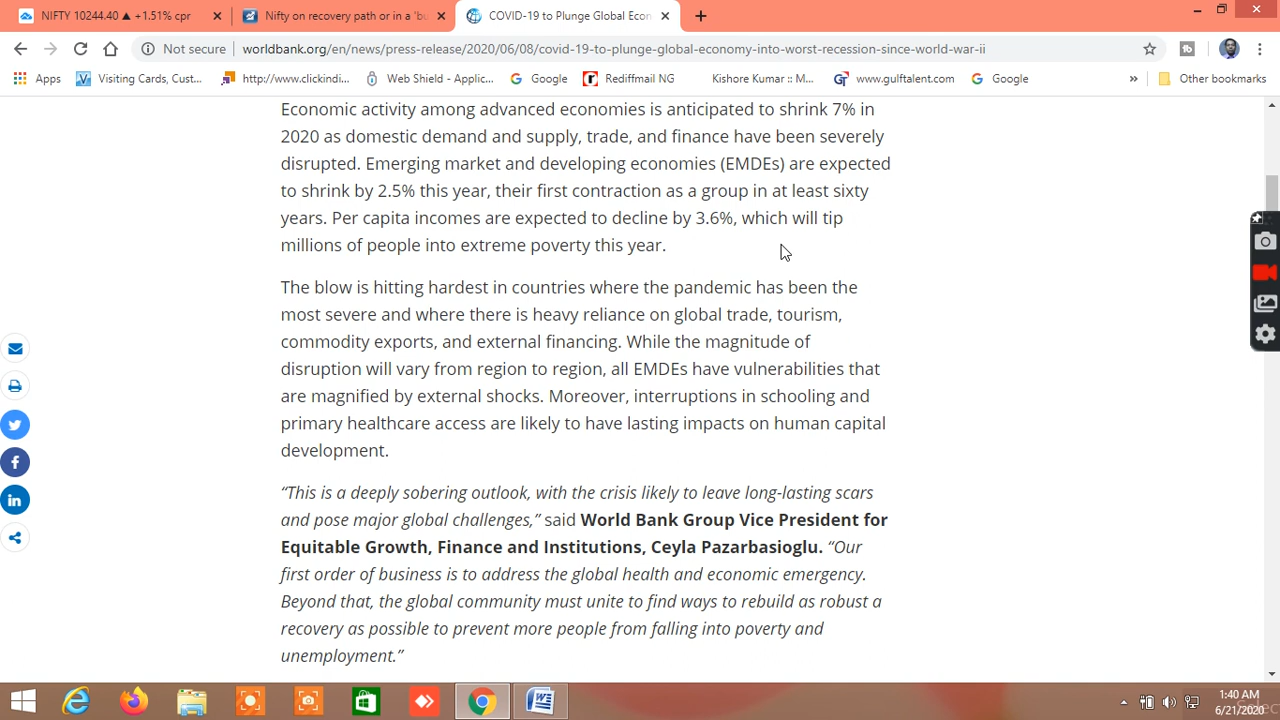 NIFTY 10244.40 ▲ +1.51% cpr
Nifty on recovery path or in a 'bu
COVID-19 to Plunge Global Econ
Not secure
worldbank.org/en/news/press-release/2020/06/08/covid-19-to-plunge-global-economy-into-worst-recession-since-world-war-ii
Apps
Visiting Cards, Cust...
http://www.clickindi...
Web Shield - Applic...
Google
Rediffmail NG
Kishore Kumar :: M...
www.gulftalent.com
Google
»
Other bookmarks
Economic activity among advanced economies is anticipated to shrink 7% in
2020 as domestic demand and supply, trade, and finance have been severely
disrupted. Emerging market and developing economies (EMDEs) are expected
to shrink by 2.5% this year, their first contraction as a group in at least sixty
years. Per capita incomes are expected to decline by 3.6%, which will tip
millions of people into extreme poverty this year.
The blow is hitting hardest in countries where the pandemic has been the
most severe and where there is heavy reliance on global trade, tourism,
commodity exports, and external financing. While the magnitude of
disruption will vary from region to region, all EMDEs have vulnerabilities that
are magnified by external shocks. Moreover, interruptions in schooling and
primary healthcare access are likely to have lasting impacts on human capital
development.
“This is a deeply sobering outlook, with the crisis likely to leave long-lasting scars
and pose major global challenges,” said World Bank Group Vice President for
Equitable Growth, Finance and Institutions, Ceyla Pazarbasioglu. “Our
first order of business is to address the global health and economic emergency.
Beyond that, the global community must unite to find ways to rebuild as robust a
recovery as possible to prevent more people from falling into poverty and
unemployment.”
1:40 AM
6/21/2020